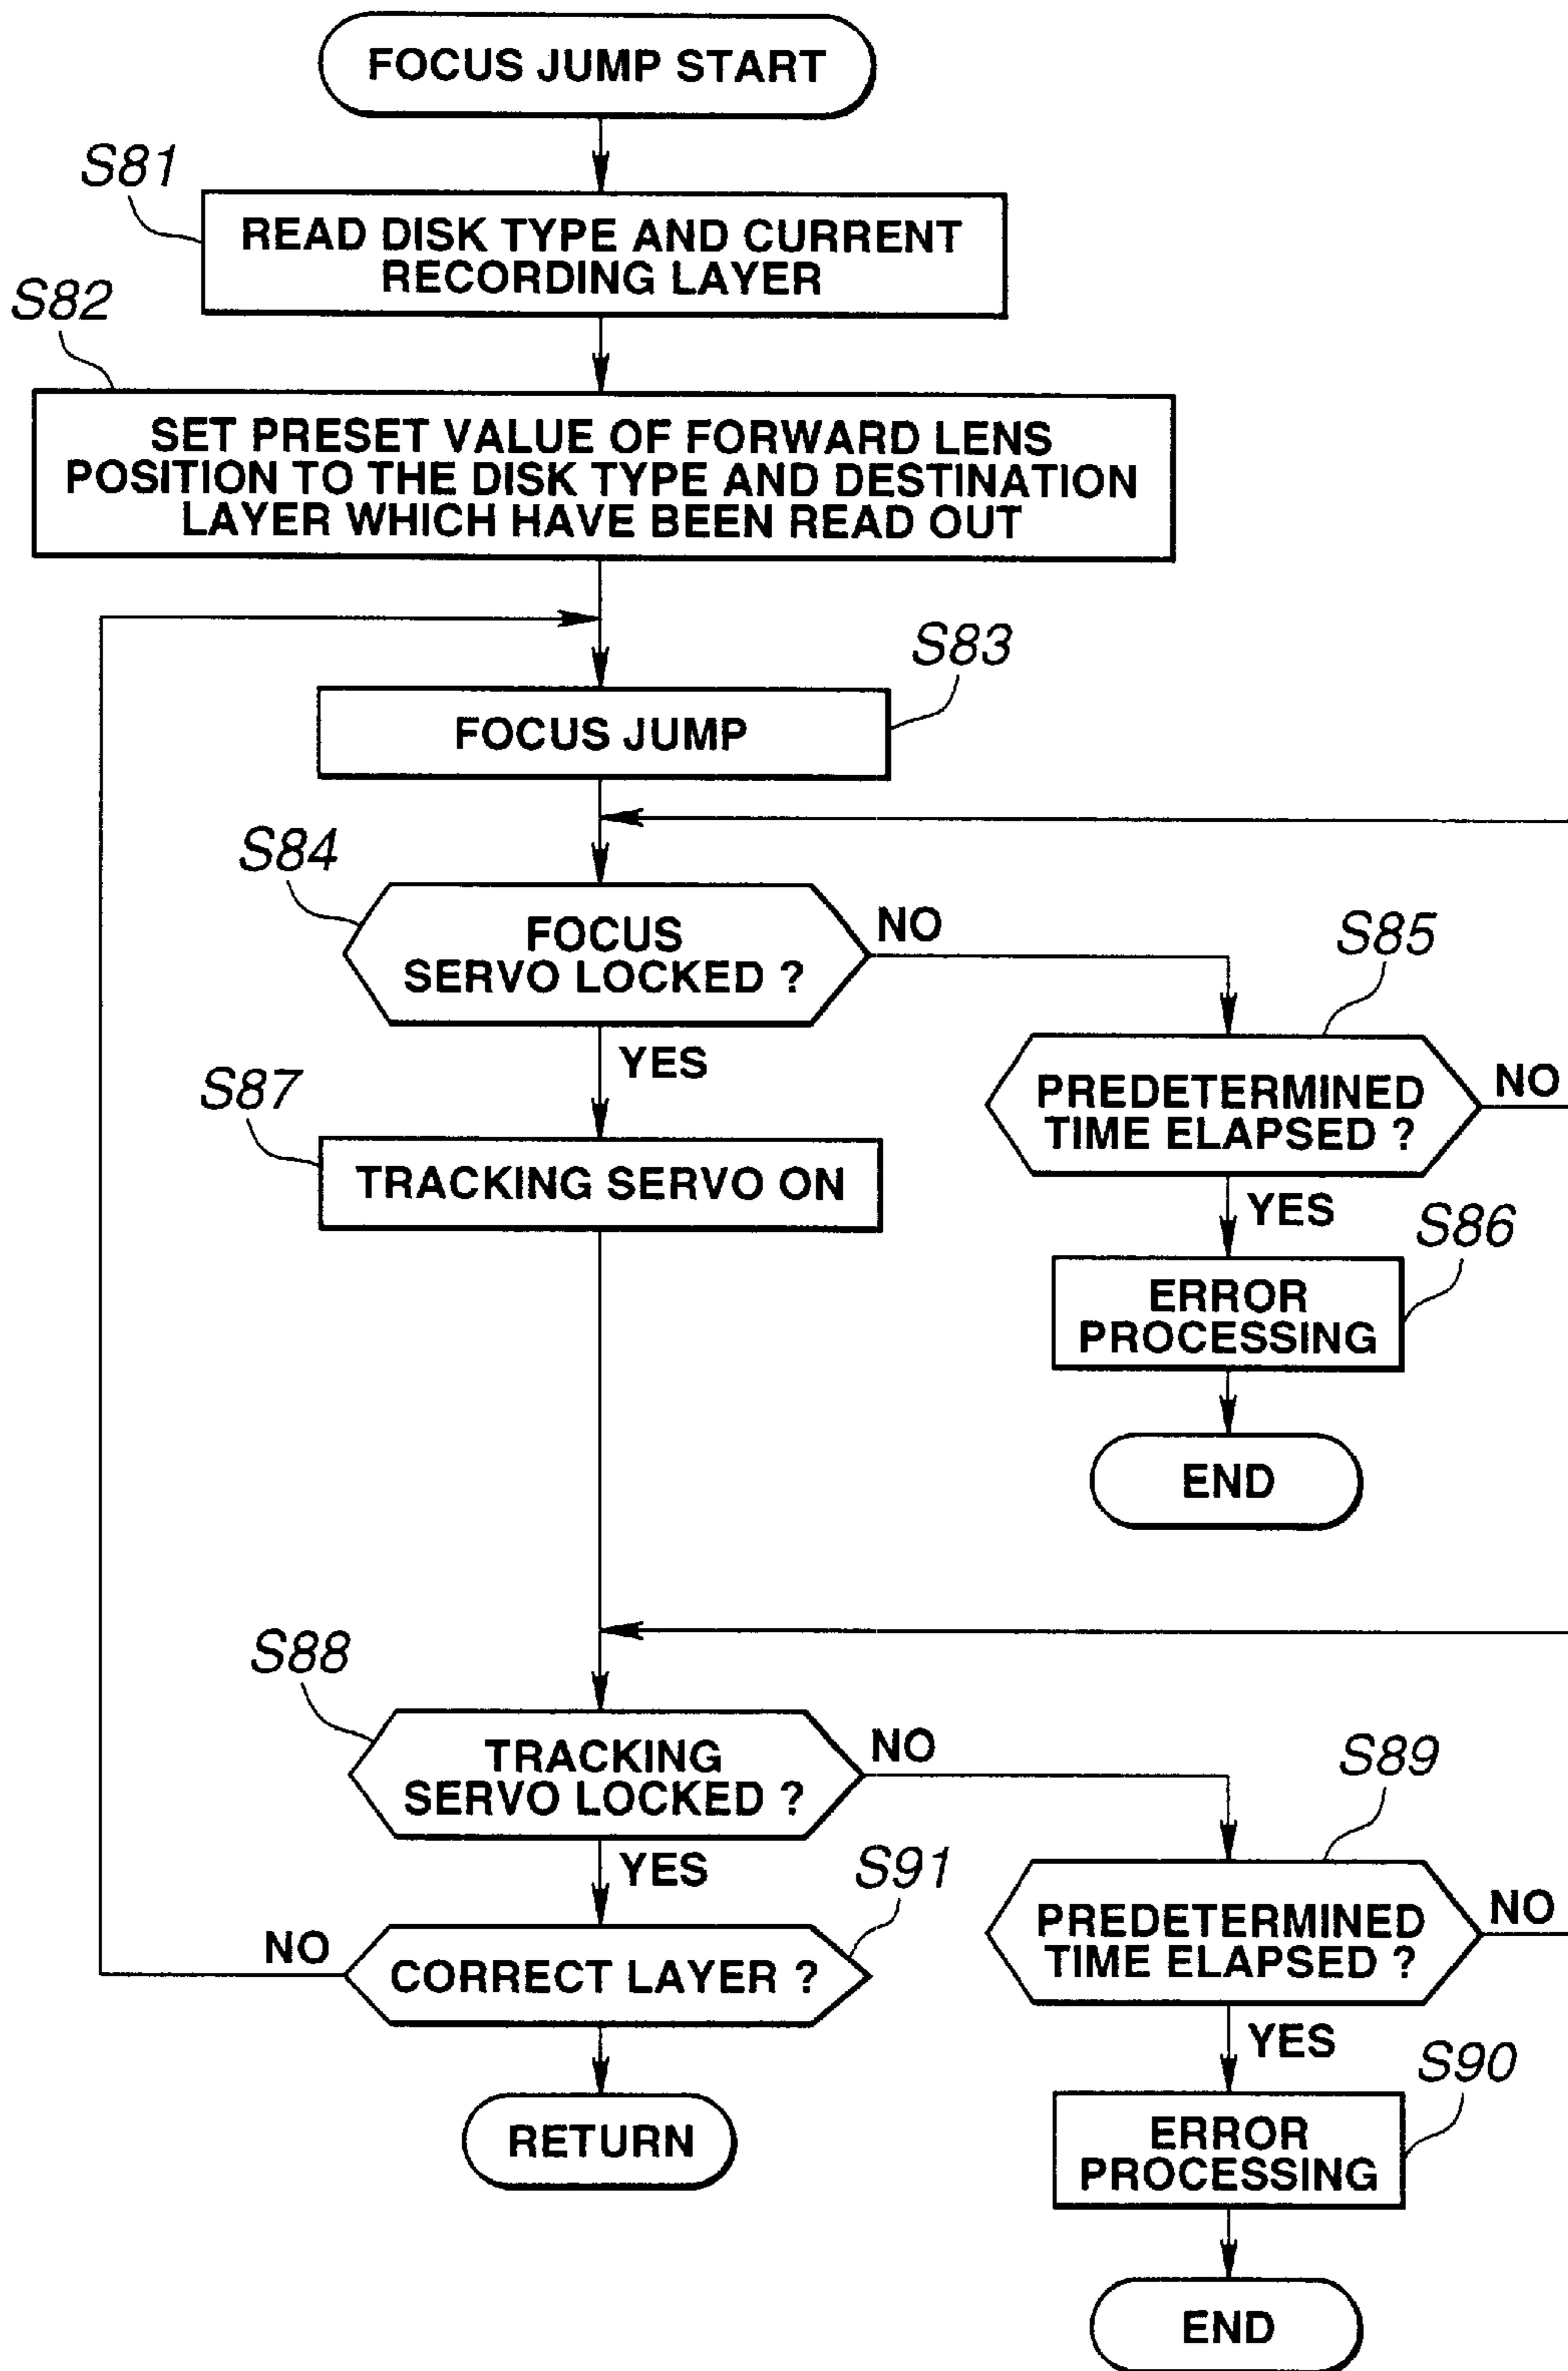 FOCUS JUMP START
S81
READ DISK TYPE AND CURRENT
RECORDING LAYER
S82
SET PRESET VALUE OF FORWARD LENS
POSITION TO THE DISK TYPE AND DESTINATION
LAYER WHICH HAVE BEEN READ OUT
S83
FOCUS JUMP
S84
FOCUS
SERVO LOCKED ?
NO
YES
S85
PREDETERMINED
TIME ELAPSED ?
NO
YES
S86
ERROR
PROCESSING
END
S87
TRACKING SERVO ON
S88
TRACKING
SERVO LOCKED ?
NO
YES
S89
PREDETERMINED
TIME ELAPSED ?
NO
YES
S90
ERROR
PROCESSING
END
S91
CORRECT LAYER ?
NO
RETURN